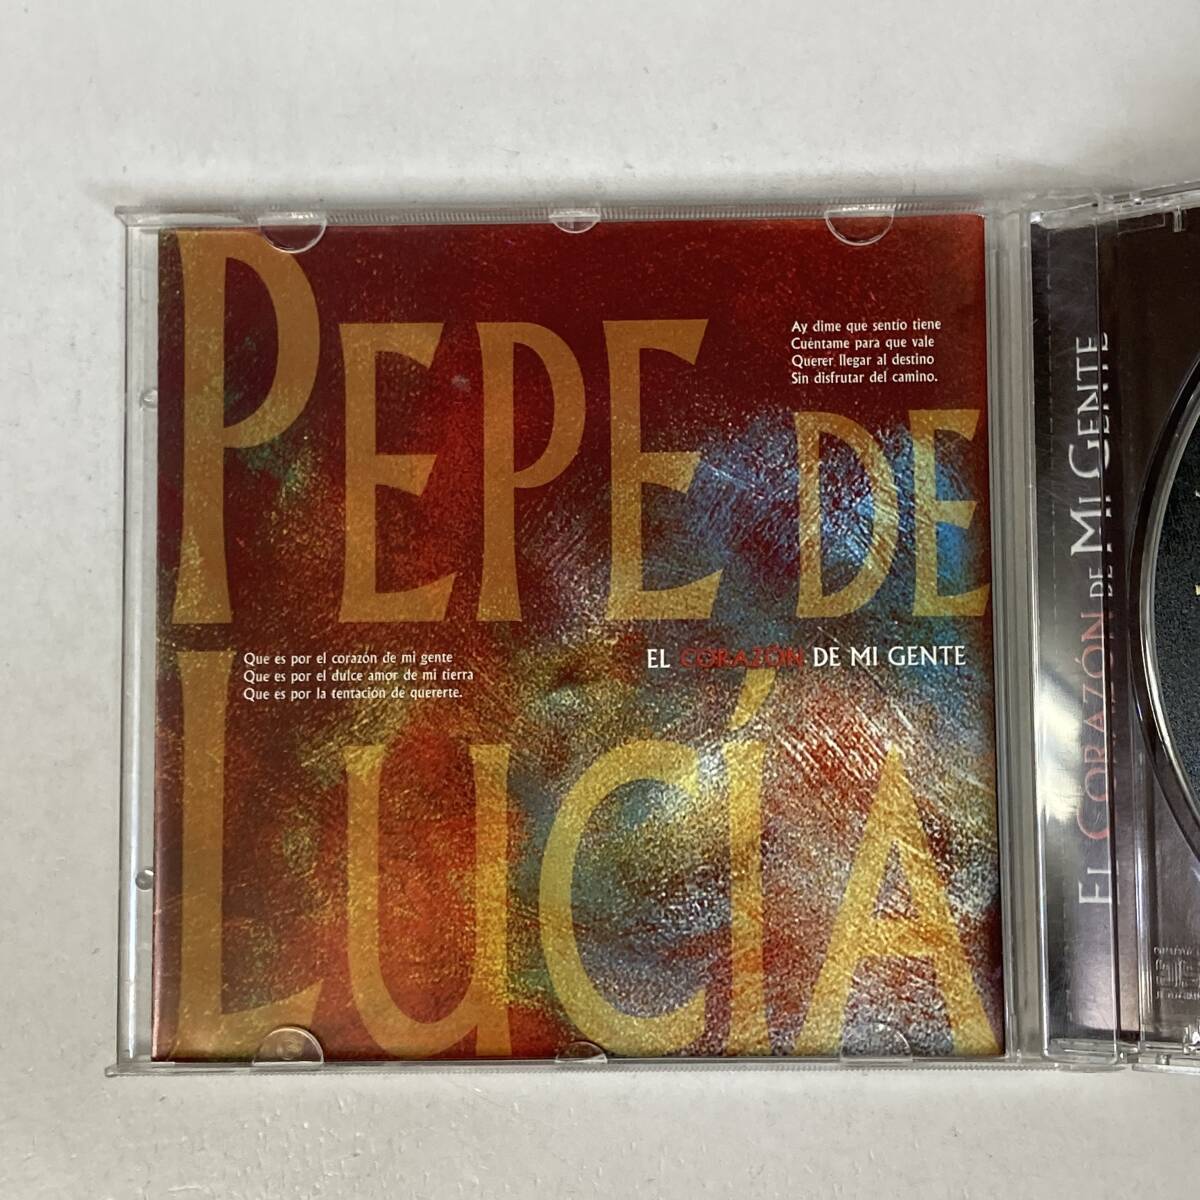 PEPE DE
LUCÍA
Ay dime que sentío tiene
Cuéntame para que vale
Querer llegar al destino
Sin disfrutar del camino.
Que es por el corazón de mi gente
Que es por el dulce amor de mi tierra
Que es por la tentación de quererte.
EL CORAZÓN DE MI GENTE
EL CORAZÓN DE MI GENTE